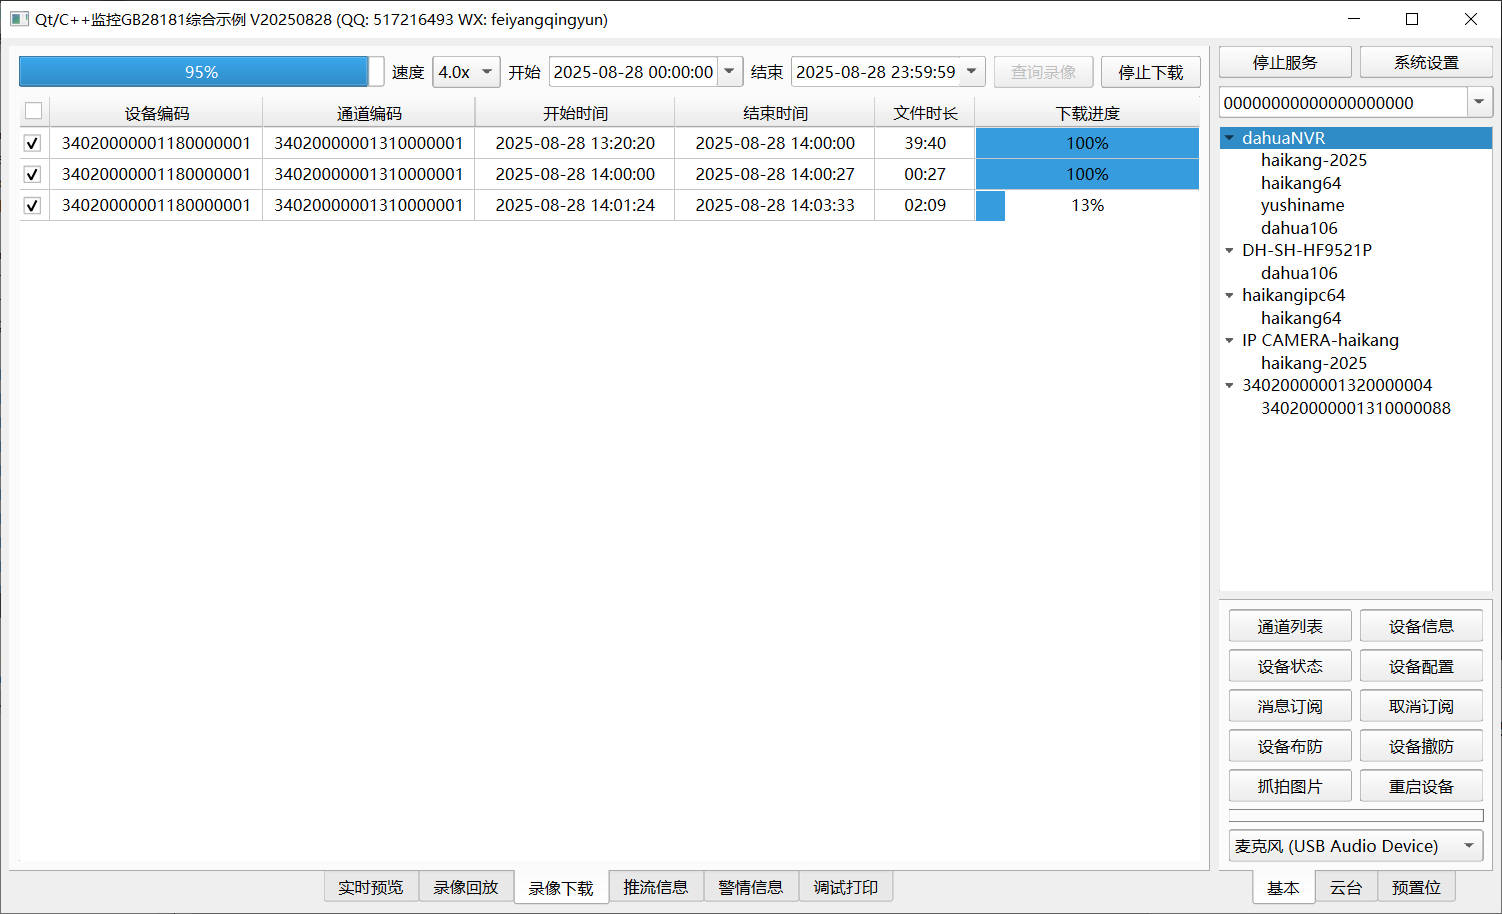 Qt/C++监控GB28181综合示例 V20250828 (QQ: 517216493 WX: feiyangqingyun)
95% 速度 4.0x 开始 2025-08-28 00:00:00 结束 2025-08-28 23:59:59 查询录像 停止下载
设备编码 通道编码 开始时间 结束时间 文件时长 下载进度
34020000001180000001 34020000001310000001 2025-08-28 13:20:20 2025-08-28 14:00:00 39:40 100%
34020000001180000001 34020000001310000001 2025-08-28 14:00:00 2025-08-28 14:00:27 00:27 100%
34020000001180000001 34020000001310000001 2025-08-28 14:01:24 2025-08-28 14:03:33 02:09 13%
实时预览 录像回放 录像下载 推流信息 警情信息 调试打印
停止服务 系统设置
00000000000000000000
dahuaNVR
haikang-2025
haikang64
yushiname
dahua106
DH-SH-HF9521P
dahua106
haikangipc64
haikang64
IP CAMERA-haikang
haikang-2025
34020000001320000004
34020000001310000088
通道列表 设备信息
设备状态 设备配置
消息订阅 取消订阅
设备布防 设备撤防
抓拍图片 重启设备
麦克风 (USB Audio Device)
基本 云台 预置位